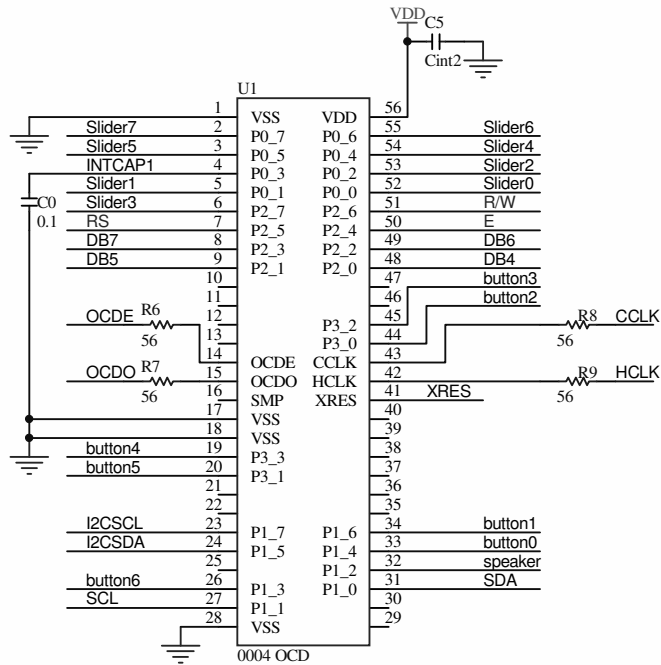 VDD
C5
Cint2
U1
1 VSS VDD 56
Slider7 2 P0_7 P0_6 55 Slider6
Slider5 3 P0_5 P0_4 54 Slider4
INTCAP1 4 P0_3 P0_2 53 Slider2
Slider1 5 P0_1 P0_0 52 Slider0
C0
0.1
Slider3 6 P2_7 P2_6 51 R/W
RS 7 P2_5 P2_4 50 E
DB7 8 P2_3 P2_2 49 DB6
DB5 9 P2_1 P2_0 48 DB4
10 47 button3
11 46 button2
OCDE R6 56 12 P3_2 45 R8 56 CCLK
13 P3_0 44
14 OCDE CCLK 43
OCDO R7 56 15 OCDO HCLK 42 R9 56 HCLK
16 SMP XRES 41 XRES
17 VSS 40
18 VSS 39
button4 19 P3_3 38
button5 20 P3_1 37
21 36
22 35
I2CSCL 23 P1_7 P1_6 34 button1
I2CSDA 24 P1_5 P1_4 33 button0
25 P1_2 32 speaker
button6 26 P1_3 P1_0 31 SDA
SCL 27 P1_1 30
28 VSS 29
0004 OCD